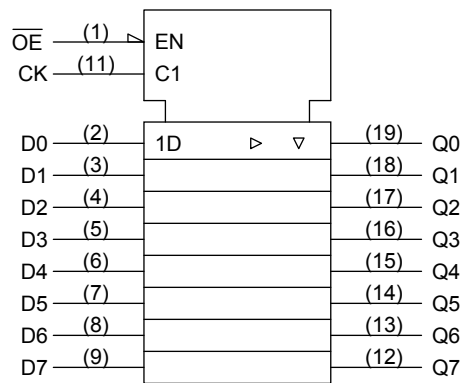 O̅E̅ (1) EN
CK (11) C1
D0 (2) 1D (19) Q0
D1 (3) (18) Q1
D2 (4) (17) Q2
D3 (5) (16) Q3
D4 (6) (15) Q4
D5 (7) (14) Q5
D6 (8) (13) Q6
D7 (9) (12) Q7